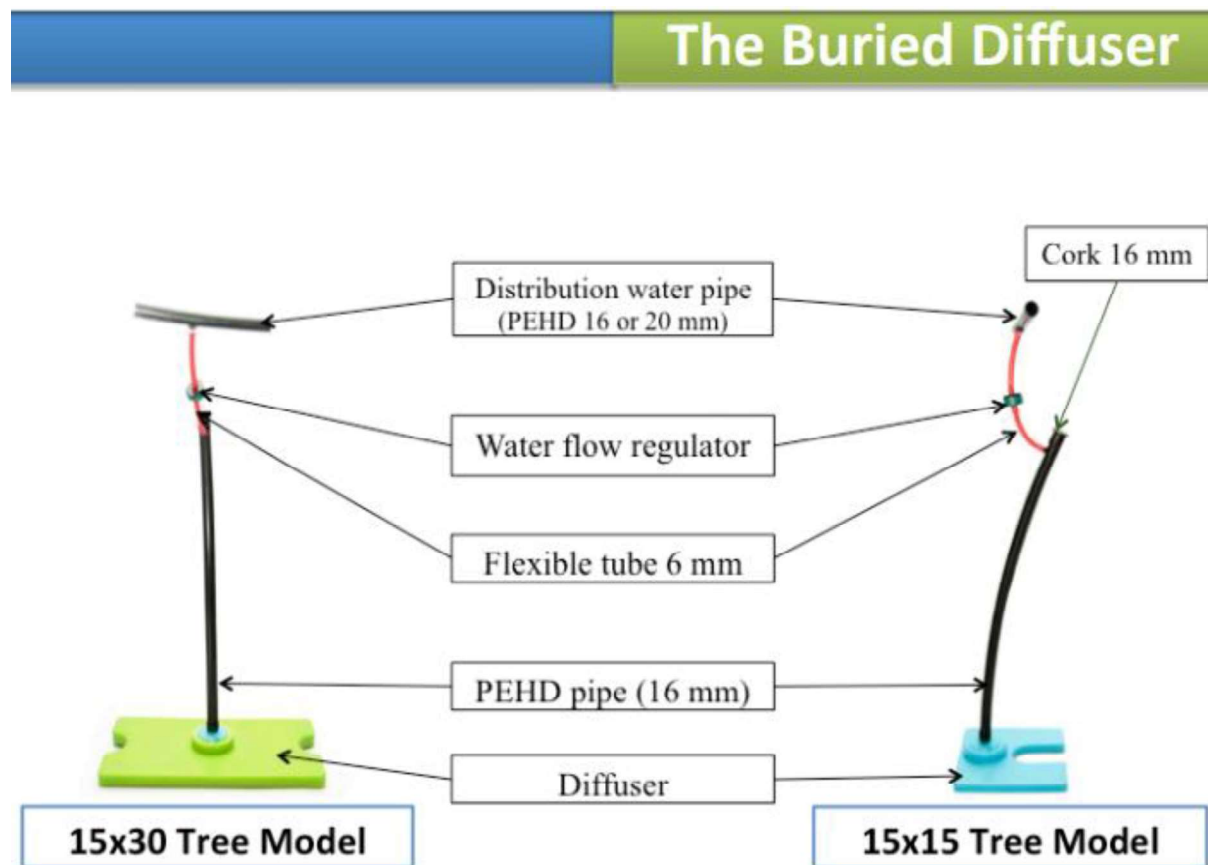 The Buried Diffuser
Cork 16 mm
Distribution water pipe
(PEHD 16 or 20 mm)
Water flow regulator
Flexible tube 6 mm
PEHD pipe (16 mm)
Diffuser
15x30 Tree Model
15x15 Tree Model